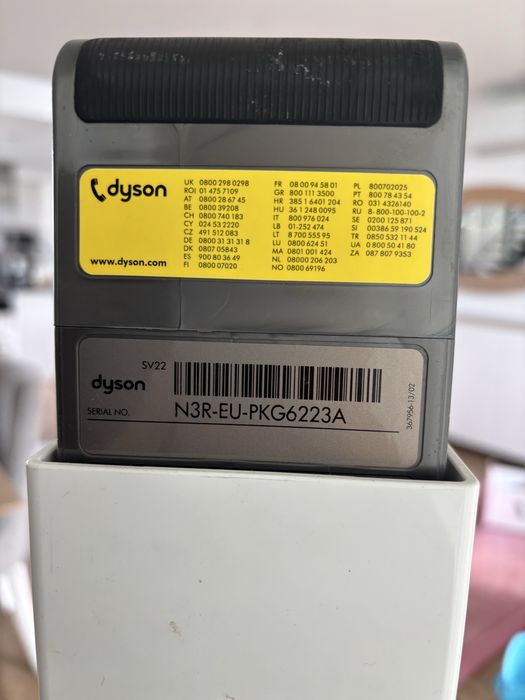 dyson
UK 0800 298 0298
ROI 01 475 7109
AT 0800 28 67 45
BE 0800 39208
CH 0800 740 183
CY 024 53 2220
CZ 491 512 083
DE 0800 31 31 31 8
DK 0807 05843
ES 900 80 36 49
FI 0800 07020
FR 08 00 94 58 01
GR 800 111 3500
HR 385 1 6401 204
HU 36 1 248 0095
IT 800 976 024
LB 01-252 474
LT 8 700 555 95
LU 0800 624 51
MA 0801 001 424
NL 08000 206 203
NO 800 69196
PL 800702025
PT 800 78 43 54
RO 031 4326140
RU 8-800-100-100-2
SE 0200 125 871
SI 00386 59 190 524
TR 0850 532 11 44
UA 0 800 50 41 80
ZA 087 807 9353
www.dyson.com
SV22
dyson
SERIAL NO.
N3R-EU-PKG6223A
367956-13/02